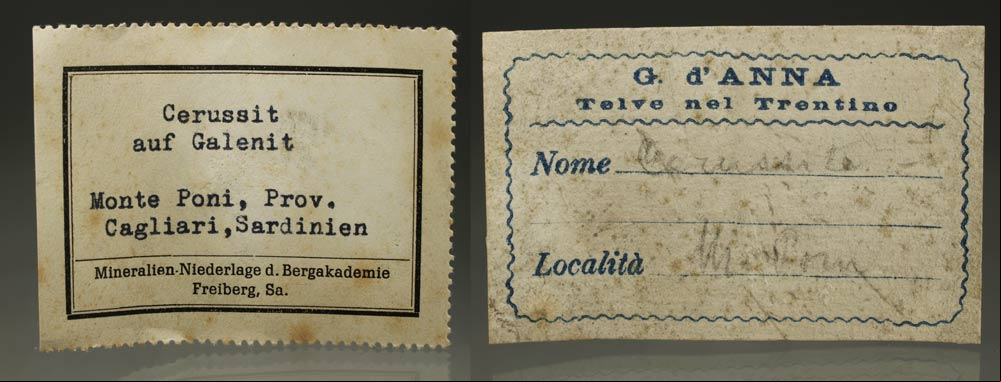 Cerussit
auf Galenit
Monte Poni, Prov.
Cagliari,Sardinien
Mineralien-Niederlage d. Bergakademie
Freiberg, Sa.
G. d'ANNA
Telve nel Trentino
Nome Cerussite
Località